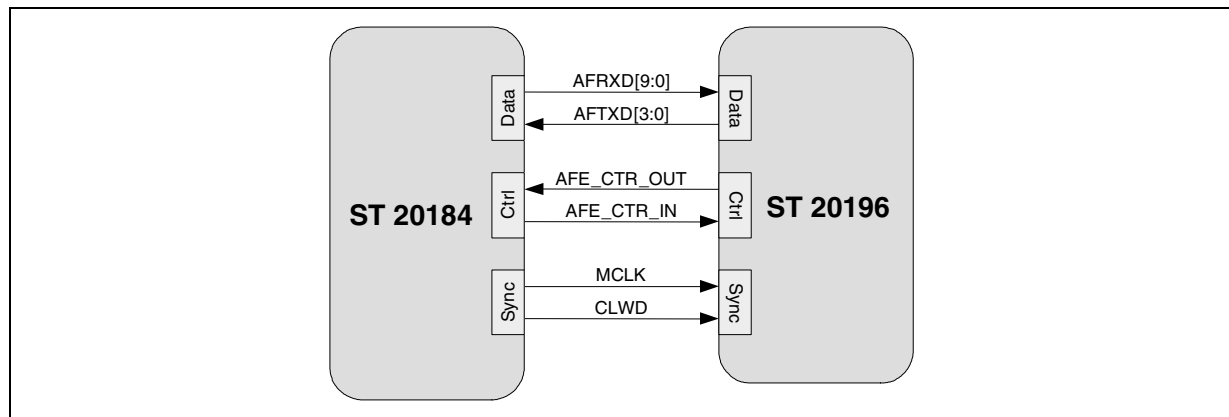 Data
AFRXD[9:0]
AFTXD[3:0]
Data
ST 20184
Ctrl
AFE_CTR_OUT
AFE_CTR_IN
Ctrl
ST 20196
Sync
MCLK
CLWD
Sync